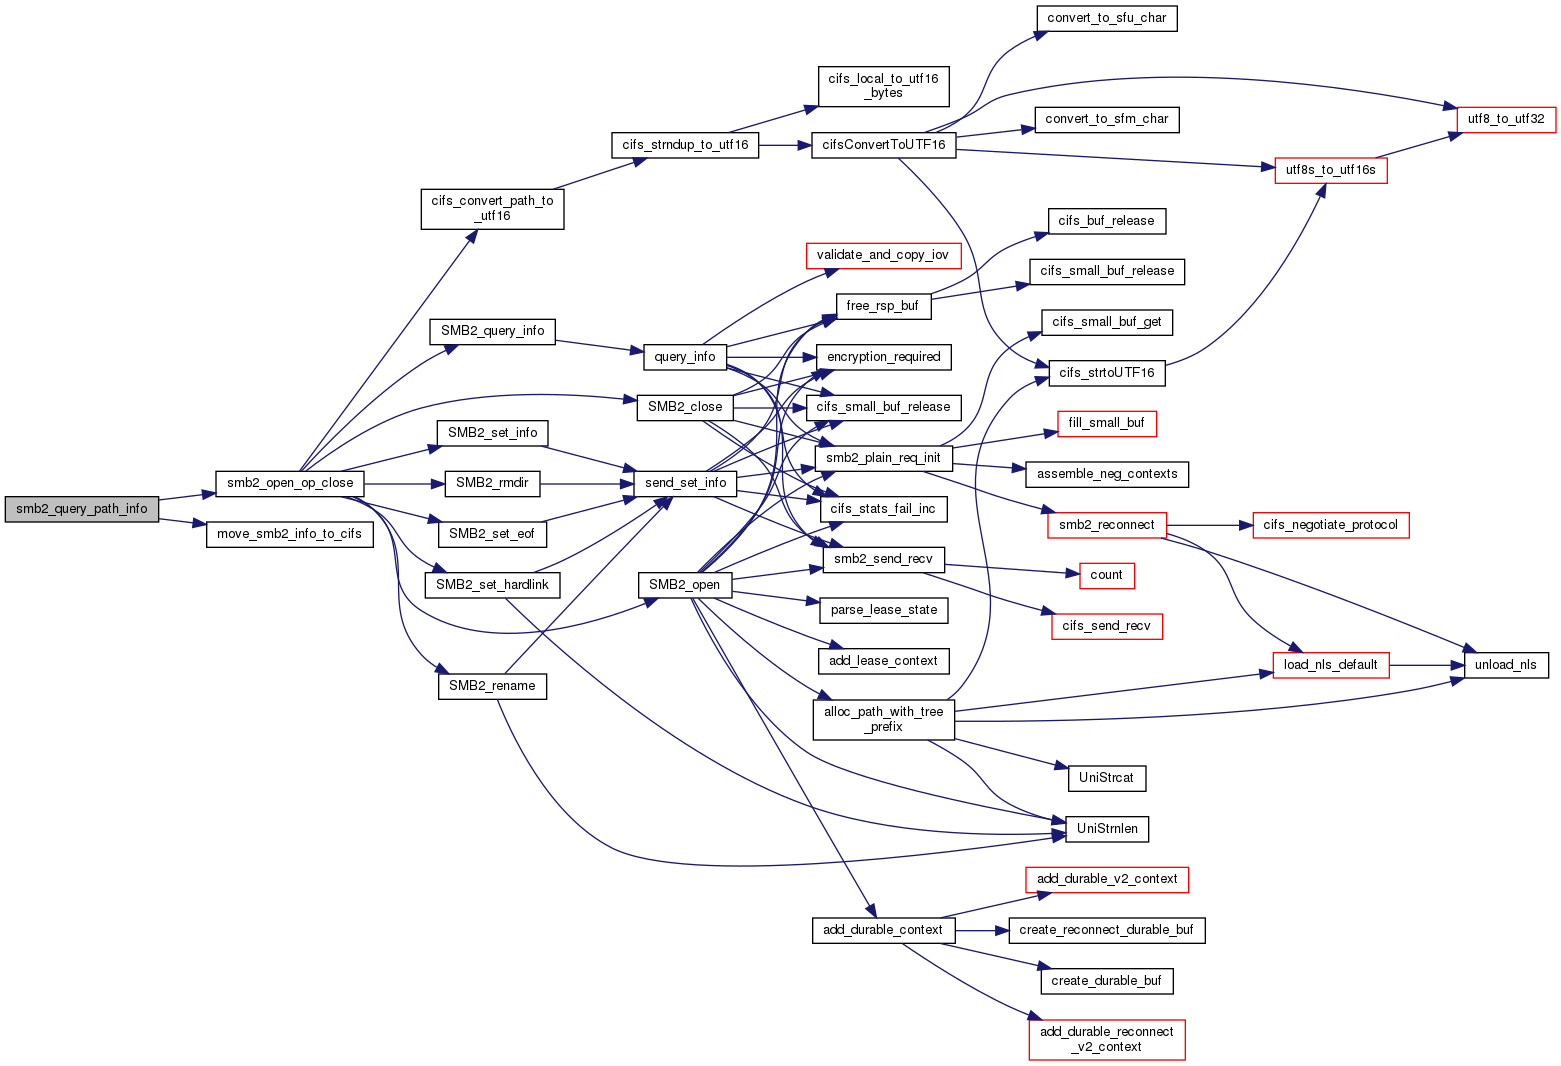 smb2_query_path_info
smb2_open_op_close
move_smb2_info_to_cifs
cifs_convert_path_to
_utf16
SMB2_query_info
SMB2_set_info
SMB2_rmdir
SMB2_set_eof
SMB2_set_hardlink
SMB2_rename
cifs_strndup_to_utf16
query_info
SMB2_close
send_set_info
SMB2_open
cifs_local_to_utf16
_bytes
cifsConvertToUTF16
validate_and_copy_iov
free_rsp_buf
encryption_required
cifs_small_buf_release
smb2_plain_req_init
cifs_stats_fail_inc
smb2_send_recv
parse_lease_state
add_lease_context
alloc_path_with_tree
_prefix
add_durable_context
convert_to_sfu_char
convert_to_sfm_char
cifs_buf_release
cifs_small_buf_release
cifs_small_buf_get
cifs_strtoUTF16
fill_small_buf
assemble_neg_contexts
smb2_reconnect
count
cifs_send_recv
UniStrcat
UniStrnlen
add_durable_v2_context
create_reconnect_durable_buf
create_durable_buf
add_durable_reconnect
_v2_context
utf8s_to_utf16s
cifs_negotiate_protocol
load_nls_default
utf8_to_utf32
unload_nls